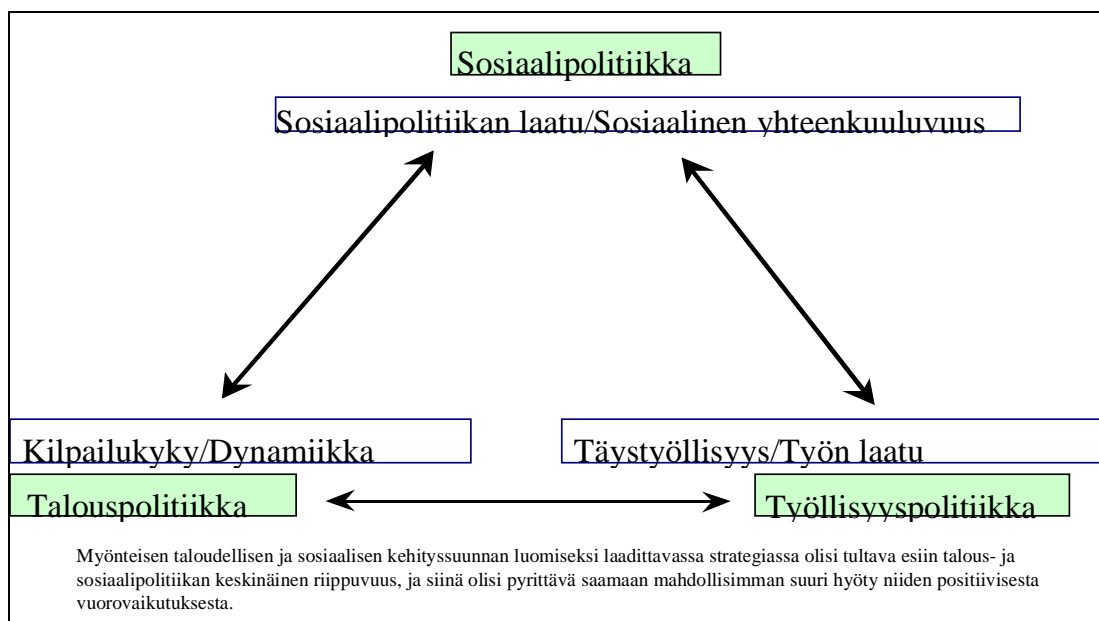 Sosiaalipolitiikka
Sosiaalipolitiikan laatu/Sosiaalinen yhteenkuuluvuus
Kilpailukyky/Dynamiikka
Täystyöllisyys/Työn laatu
Talouspolitiikka
Työllisyyspolitiikka
Myönteisen taloudellisen ja sosiaalisen kehityssuunnan luomiseksi laadittavassa strategiassa olisi tultava esiin talous- ja
sosiaalipolitiikan keskinäinen riippuvuus, ja siinä olisi pyrittävä saamaan mahdollisimman suuri hyöty niiden positiivisesta
vuorovaikutuksesta.